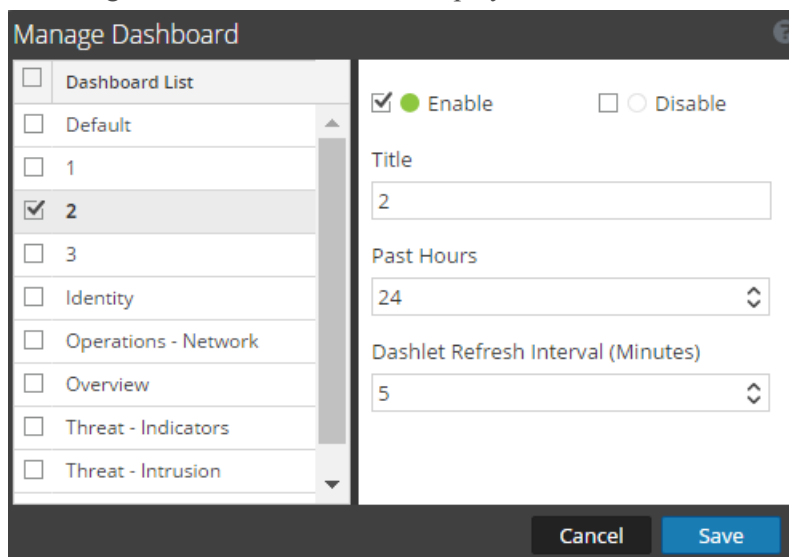 Manage Dashboard
Dashboard List
Default
1
2
3
Identity
Operations - Network
Overview
Threat - Indicators
Threat - Intrusion
Enable
Disable
Title
2
Past Hours
24
Dashlet Refresh Interval (Minutes)
5
Cancel
Save